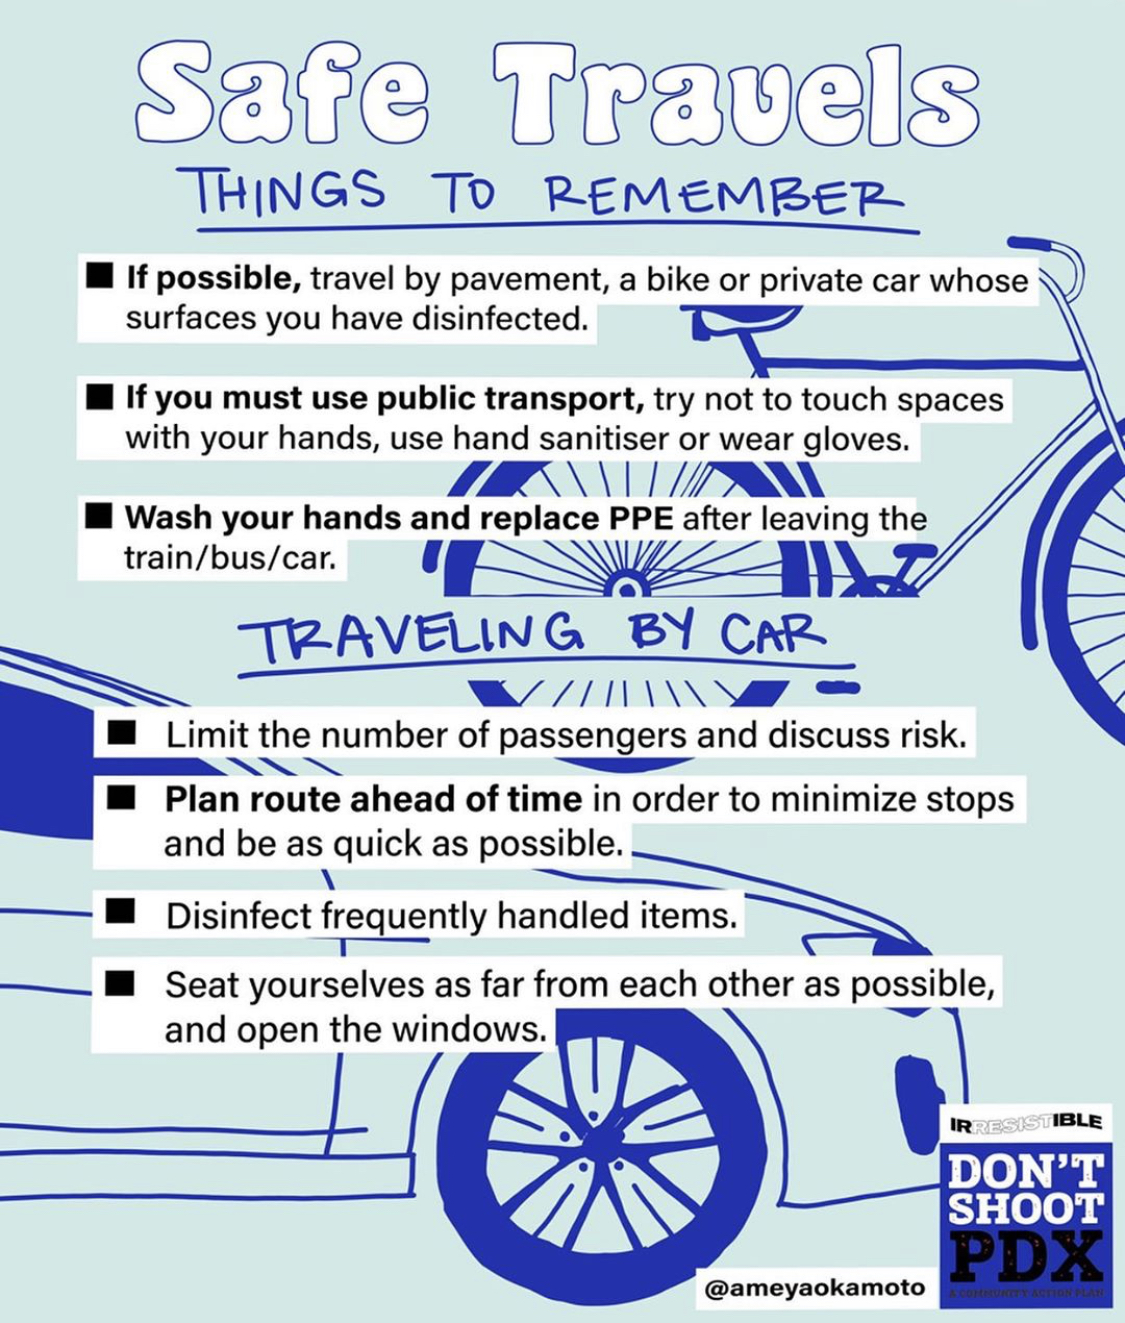 Safe Travels
THINGS TO REMEMBER
If possible, travel by pavement, a bike or private car whose
surfaces you have disinfected.
If you must use public transport, try not to touch spaces
with your hands, use hand sanitiser or wear gloves.
Wash your hands and replace PPE after leaving the
train/bus/car.
TRAVELING BY CAR
Limit the number of passengers and discuss risk.
Plan route ahead of time in order to minimize stops
and be as quick as possible.
Disinfect frequently handled items.
Seat yourselves as far from each other as possible,
and open the windows.
IRRESISTIBLE
DON'T
SHOOT
PDX
A COMMUNITY ACTION PLAN
@ameyaokamoto